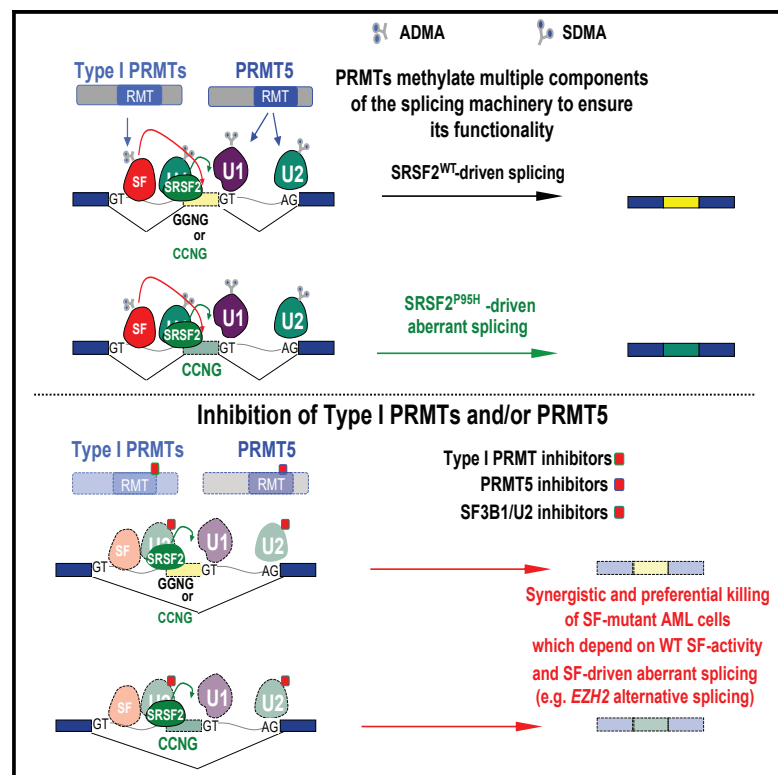 ADMA
SDMA
Type I PRMTs
PRMT5
RMT
RMT
PRMTs methylate multiple components
of the splicing machinery to ensure
its functionality
SF
SRSF2
U1
U2
GT
GT
AG
GGNG
or
CCNG
SRSF2WT-driven splicing
SF
SRSF2
U1
U2
GT
GT
AG
CCNG
SRSF2P95H -driven
aberrant splicing
Inhibition of Type I PRMTs and/or PRMT5
Type I PRMTs
PRMT5
RMT
RMT
Type I PRMT inhibitors
PRMT5 inhibitors
SF3B1/U2 inhibitors
SF
SRSF2
U1
U2
GT
GT
AG
GGNG
or
CCNG
Synergistic and preferential killing
of SF-mutant AML cells
which depend on WT SF-activity
and SF-driven aberrant splicing
(e.g. EZH2 alternative splicing)
SF
SRSF2
U1
U2
GT
GT
AG
CCNG